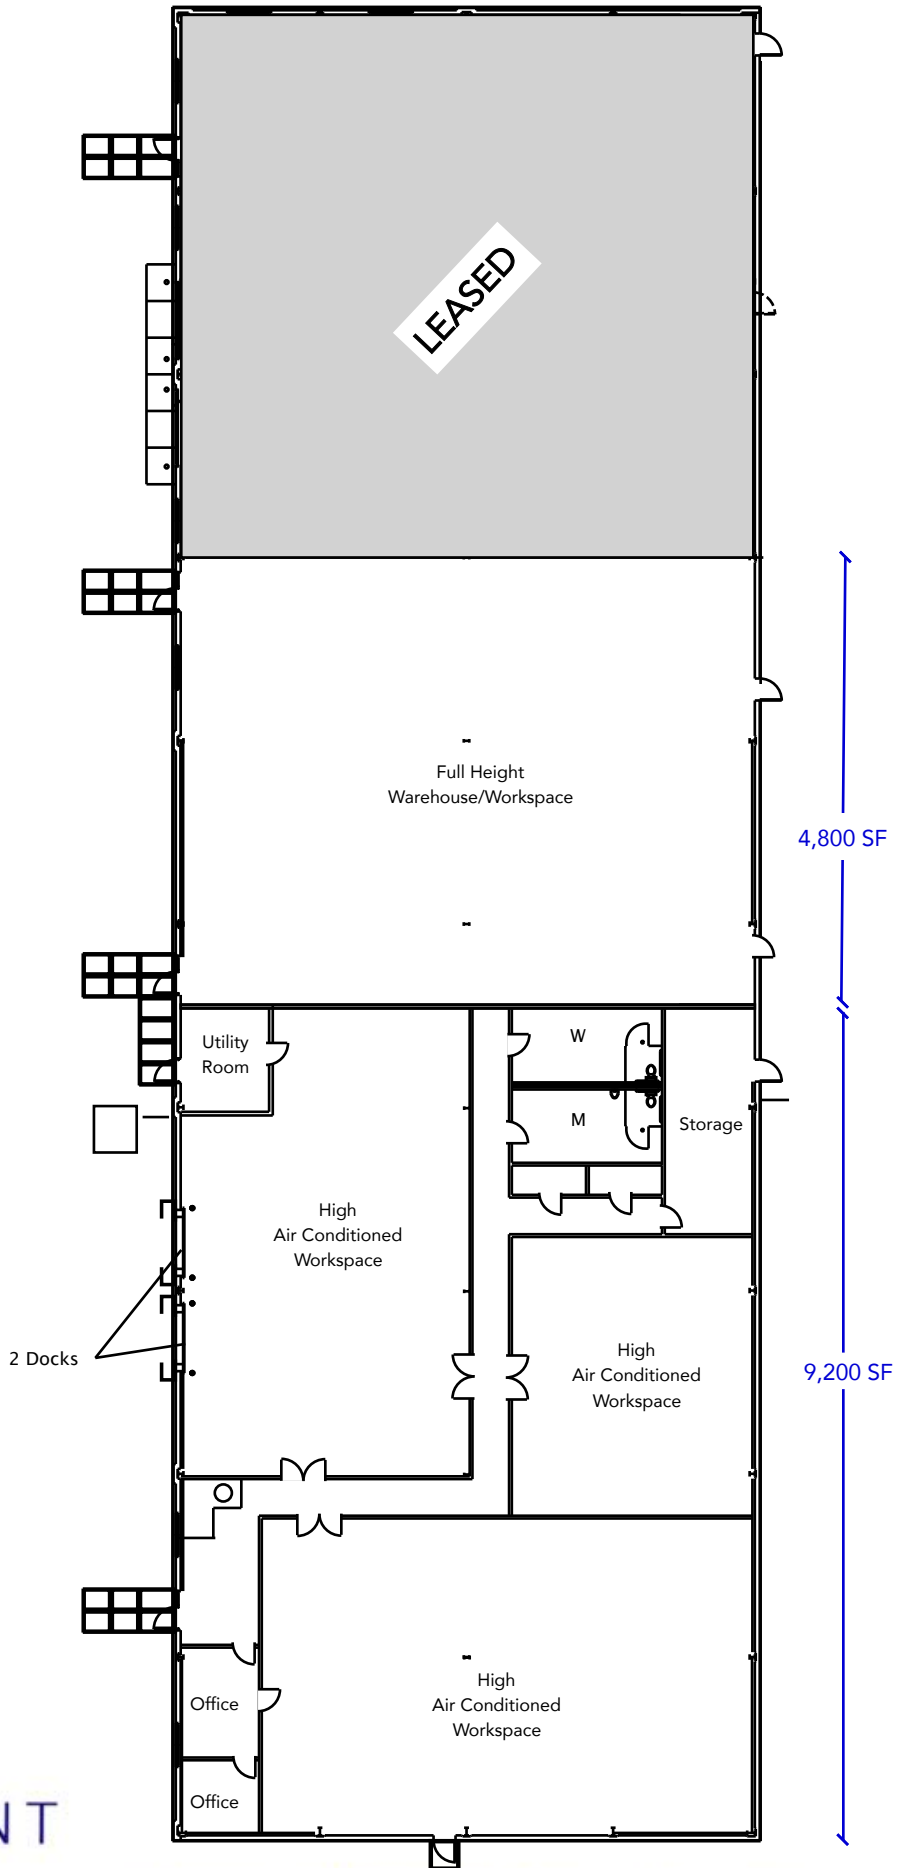 LEASED
Full Height
Warehouse/Workspace
4,800 SF
Utility
Room
W
M
Storage
High
Air Conditioned
Workspace
2 Docks
High
Air Conditioned
Workspace
9,200 SF
High
Air Conditioned
Workspace
Office
Office
NT